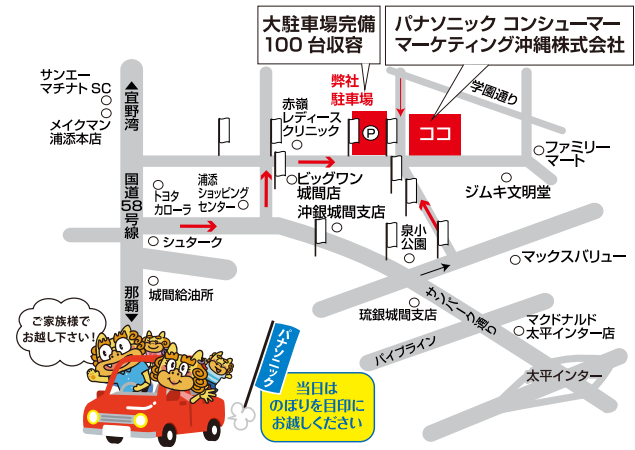 大駐車場完備
100台収容
パナソニック コンシューマー
マーケティング沖縄株式会社
サンエー
マチナトSC
メイクマン
浦添本店
▲宜野湾
国道58号線
那覇▼
赤嶺
レディース
クリニック
弊社
駐車場
P
ココ
学園通り
ファミリー
マート
ジムキ文明堂
ビッグワン
城間店
沖銀城間支店
トヨタ
カローラ
浦添
ショッピング
センター
シュターク
城間給油所
泉小
公園
マックスバリュー
琉銀城間支店
サンパーク通り
マクドナルド
太平インター店
パイプライン
太平インター
ご家族様で
お越し下さい!
パナソニック
当日は
のぼりを目印に
お越しください